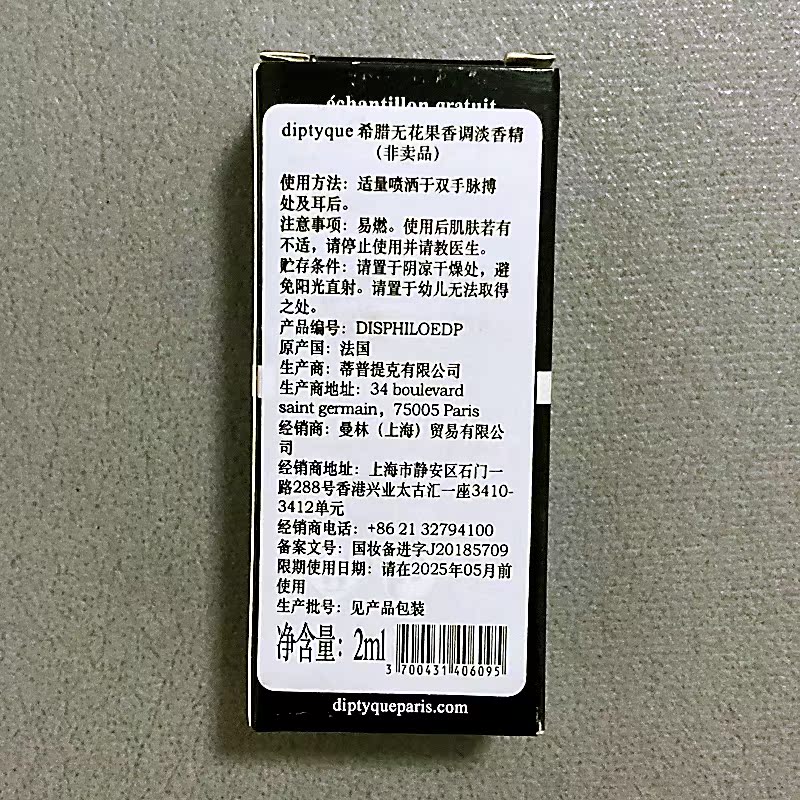 échantillon gratuit
diptyque 希腊无花果香调淡香精
（非卖品）
使用方法：适量喷洒于双手脉搏
处及耳后。
注意事项：易燃。使用后肌肤若有
不适，请停止使用并请教医生。
贮存条件：请置于阴凉干燥处，避
免阳光直射。请置于幼儿无法取得
之处。
产品编号：DISPHILOEDP
原产国：法国
生产商：蒂普提克有限公司
生产商地址：34 boulevard
saint germain，75005 Paris
经销商：曼林（上海）贸易有限公
司
经销商地址：上海市静安区石门一
路288号香港兴业太古汇一座3410-
3412单元
经销商电话：+86 21 32794100
备案文号：国妆备进字J20185709
限期使用日期：请在2025年05月前
使用
生产批号：见产品包装
净含量：2ml
3 700431 406095
diptyqueparis.com